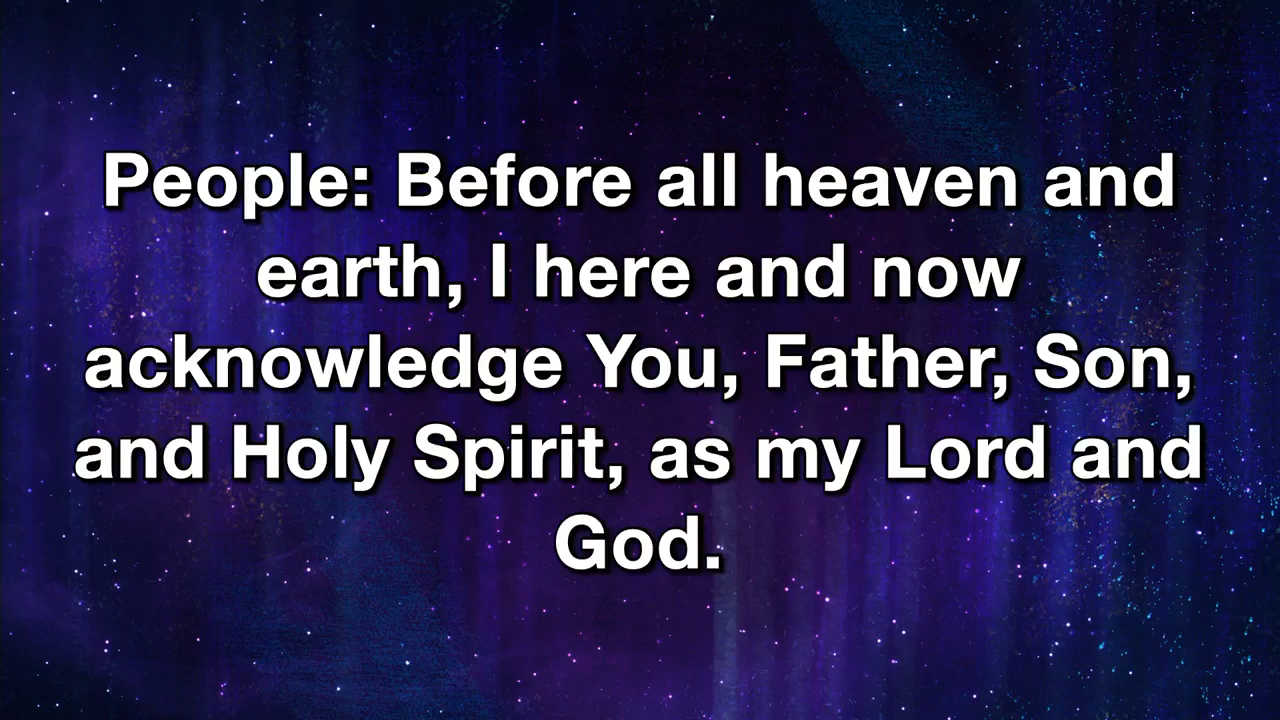 People: Before all heaven and
earth, I here and now
acknowledge You, Father, Son,
and Holy Spirit, as my Lord and
God.